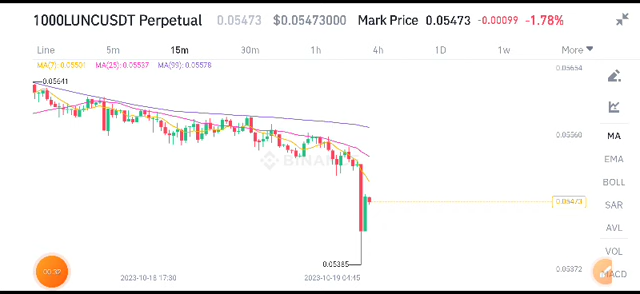 1000LUNCUSDT Perpetual 0.05473 $0.05473000 Mark Price 0.05473 -0.00099 -1.78%
Line 5m 15m 30m 1h 4h 1D 1w More
MA(7): 0.05501 MA(25): 0.05537 MA(99): 0.05578
0.05654
0.05641
0.05560
MA
EMA
BINAN
BOLL
0.05473
SAR
AVL
VOL
0.05385
0.05372
00:32
MACD
2023-10-18 17:30 2023-10-19 04:45